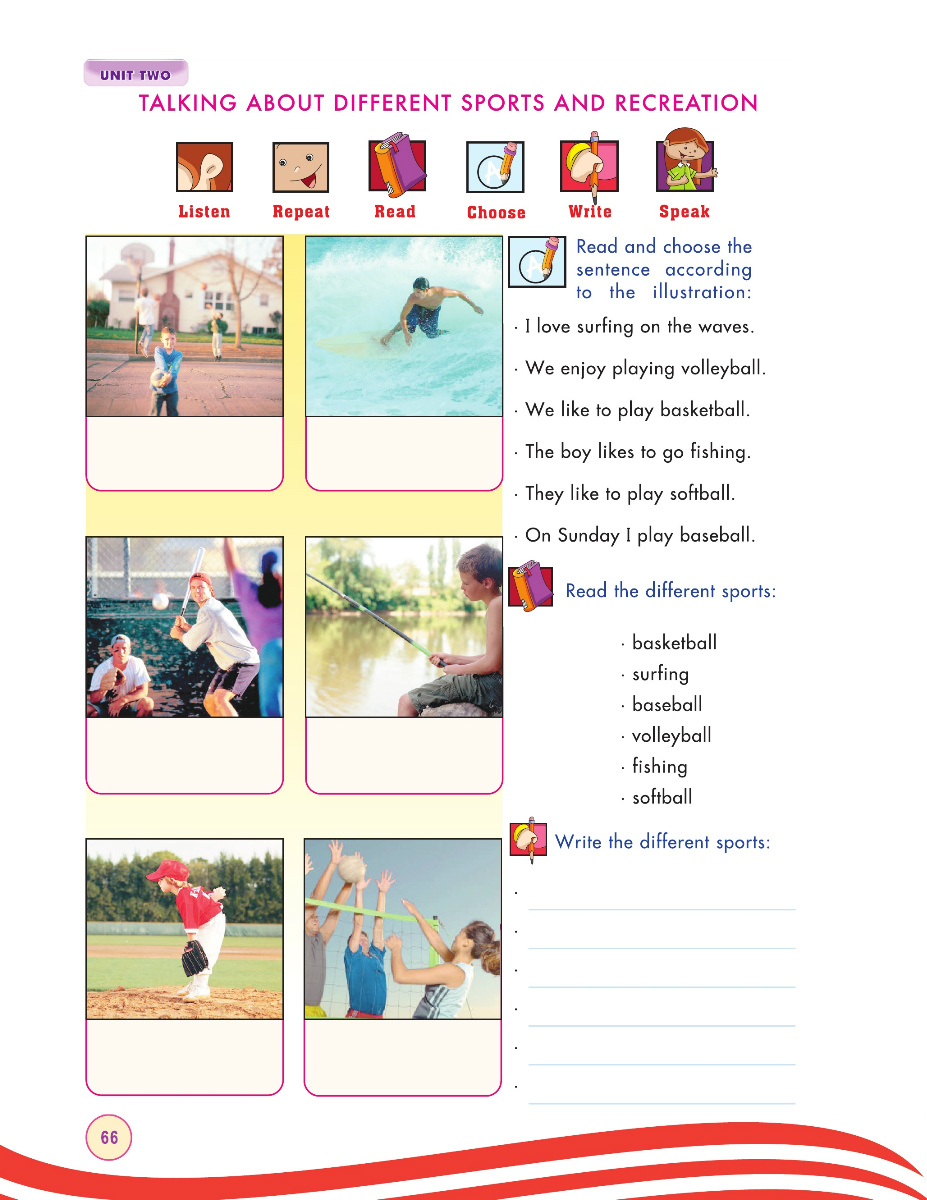 UNIT TWO
TALKING ABOUT DIFFERENT SPORTS AND RECREATION
Listen Repeat Read Choose Write Speak
Read and choose the
sentence according
to the illustration:
· I love surfing on the waves.
· We enjoy playing volleyball.
· We like to play basketball.
· The boy likes to go fishing.
· They like to play softball.
· On Sunday I play baseball.
Read the different sports:
· basketball
· surfing
· baseball
· volleyball
· fishing
· softball
Write the different sports:
66